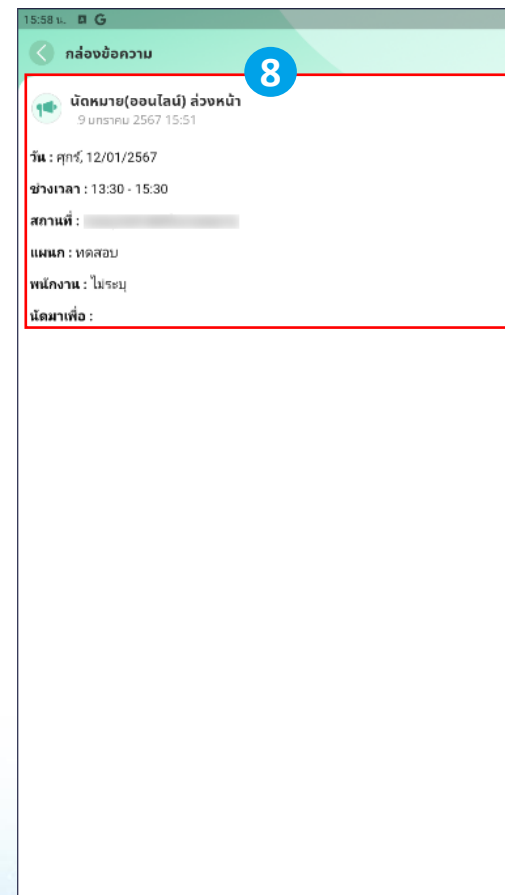 15:58 น. G
กล่องข้อความ
8
นัดหมาย(ออนไลน์) ล่วงหน้า
9 มกราคม 2567 15:51
วัน : ศุกร์, 12/01/2567
ช่วงเวลา : 13:30 - 15:30
สถานที่ :
แผนก : ทดสอบ
พนักงาน : ไม่ระบุ
นัดมาเพื่อ :